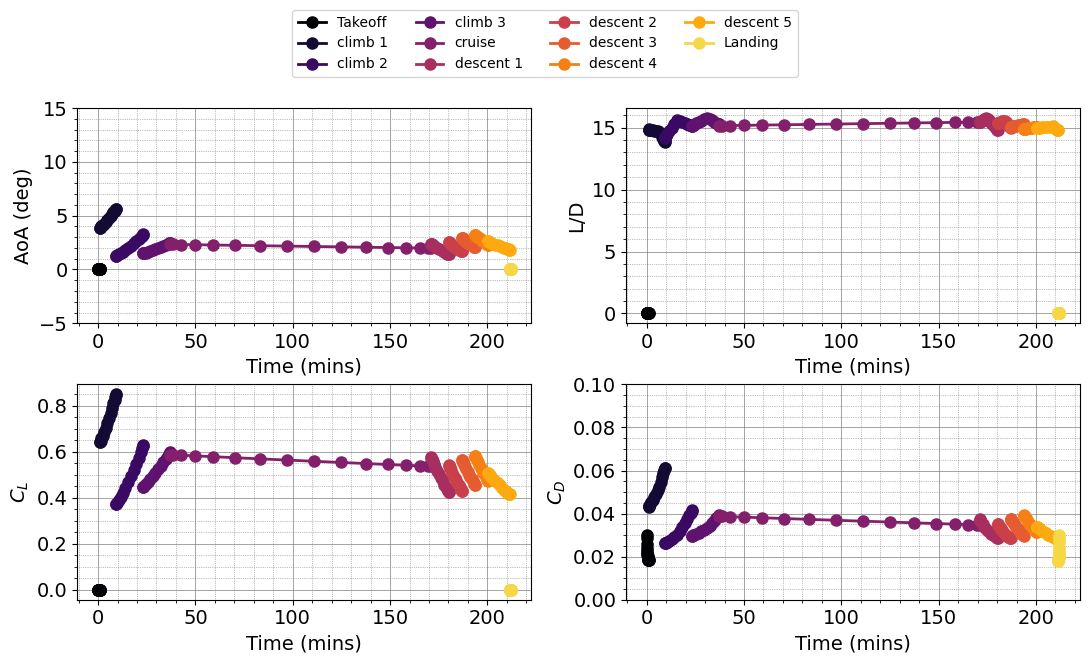 Takeoff climb 3 descent 2 descent 5
climb 1 cruise descent 3 Landing
climb 2 descent 1 descent 4
15
10
5
0
−5
AoA (deg)
0 50 100 150 200
Time (mins)
15
10
5
0
L/D
0 50 100 150 200
Time (mins)
0.8
0.6
0.4
0.2
0.0
C_L
0 50 100 150 200
Time (mins)
0.10
0.08
0.06
0.04
0.02
0.00
C_D
0 50 100 150 200
Time (mins)